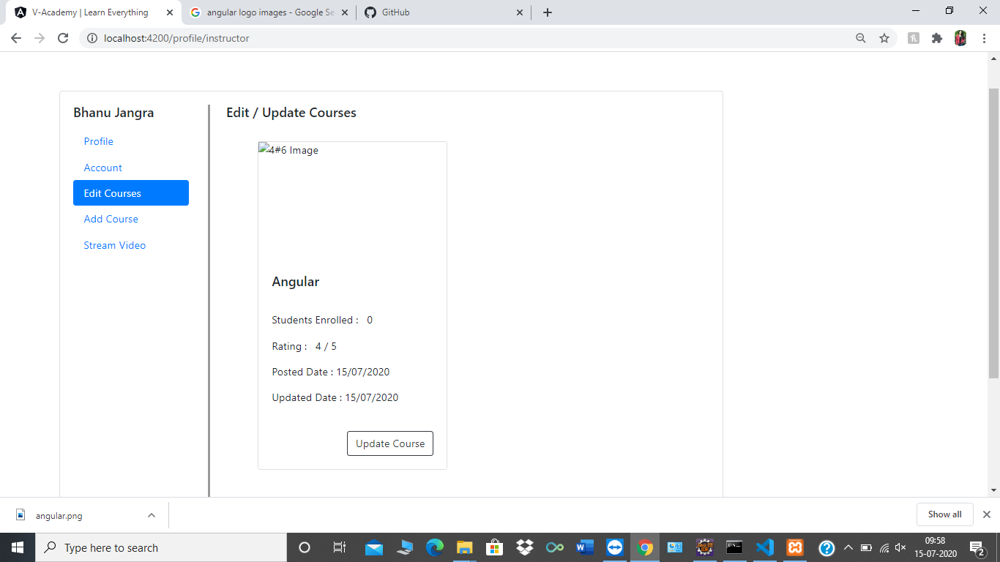 V-Academy | Learn Everything
angular logo images - Google Se
GitHub
localhost:4200/profile/instructor
Bhanu Jangra
Profile
Account
Edit Courses
Add Course
Stream Video
Edit / Update Courses
4#6 Image
Angular
Students Enrolled : 0
Rating : 4 / 5
Posted Date : 15/07/2020
Updated Date : 15/07/2020
Update Course
angular.png
Show all
Type here to search
09:58
15-07-2020
2